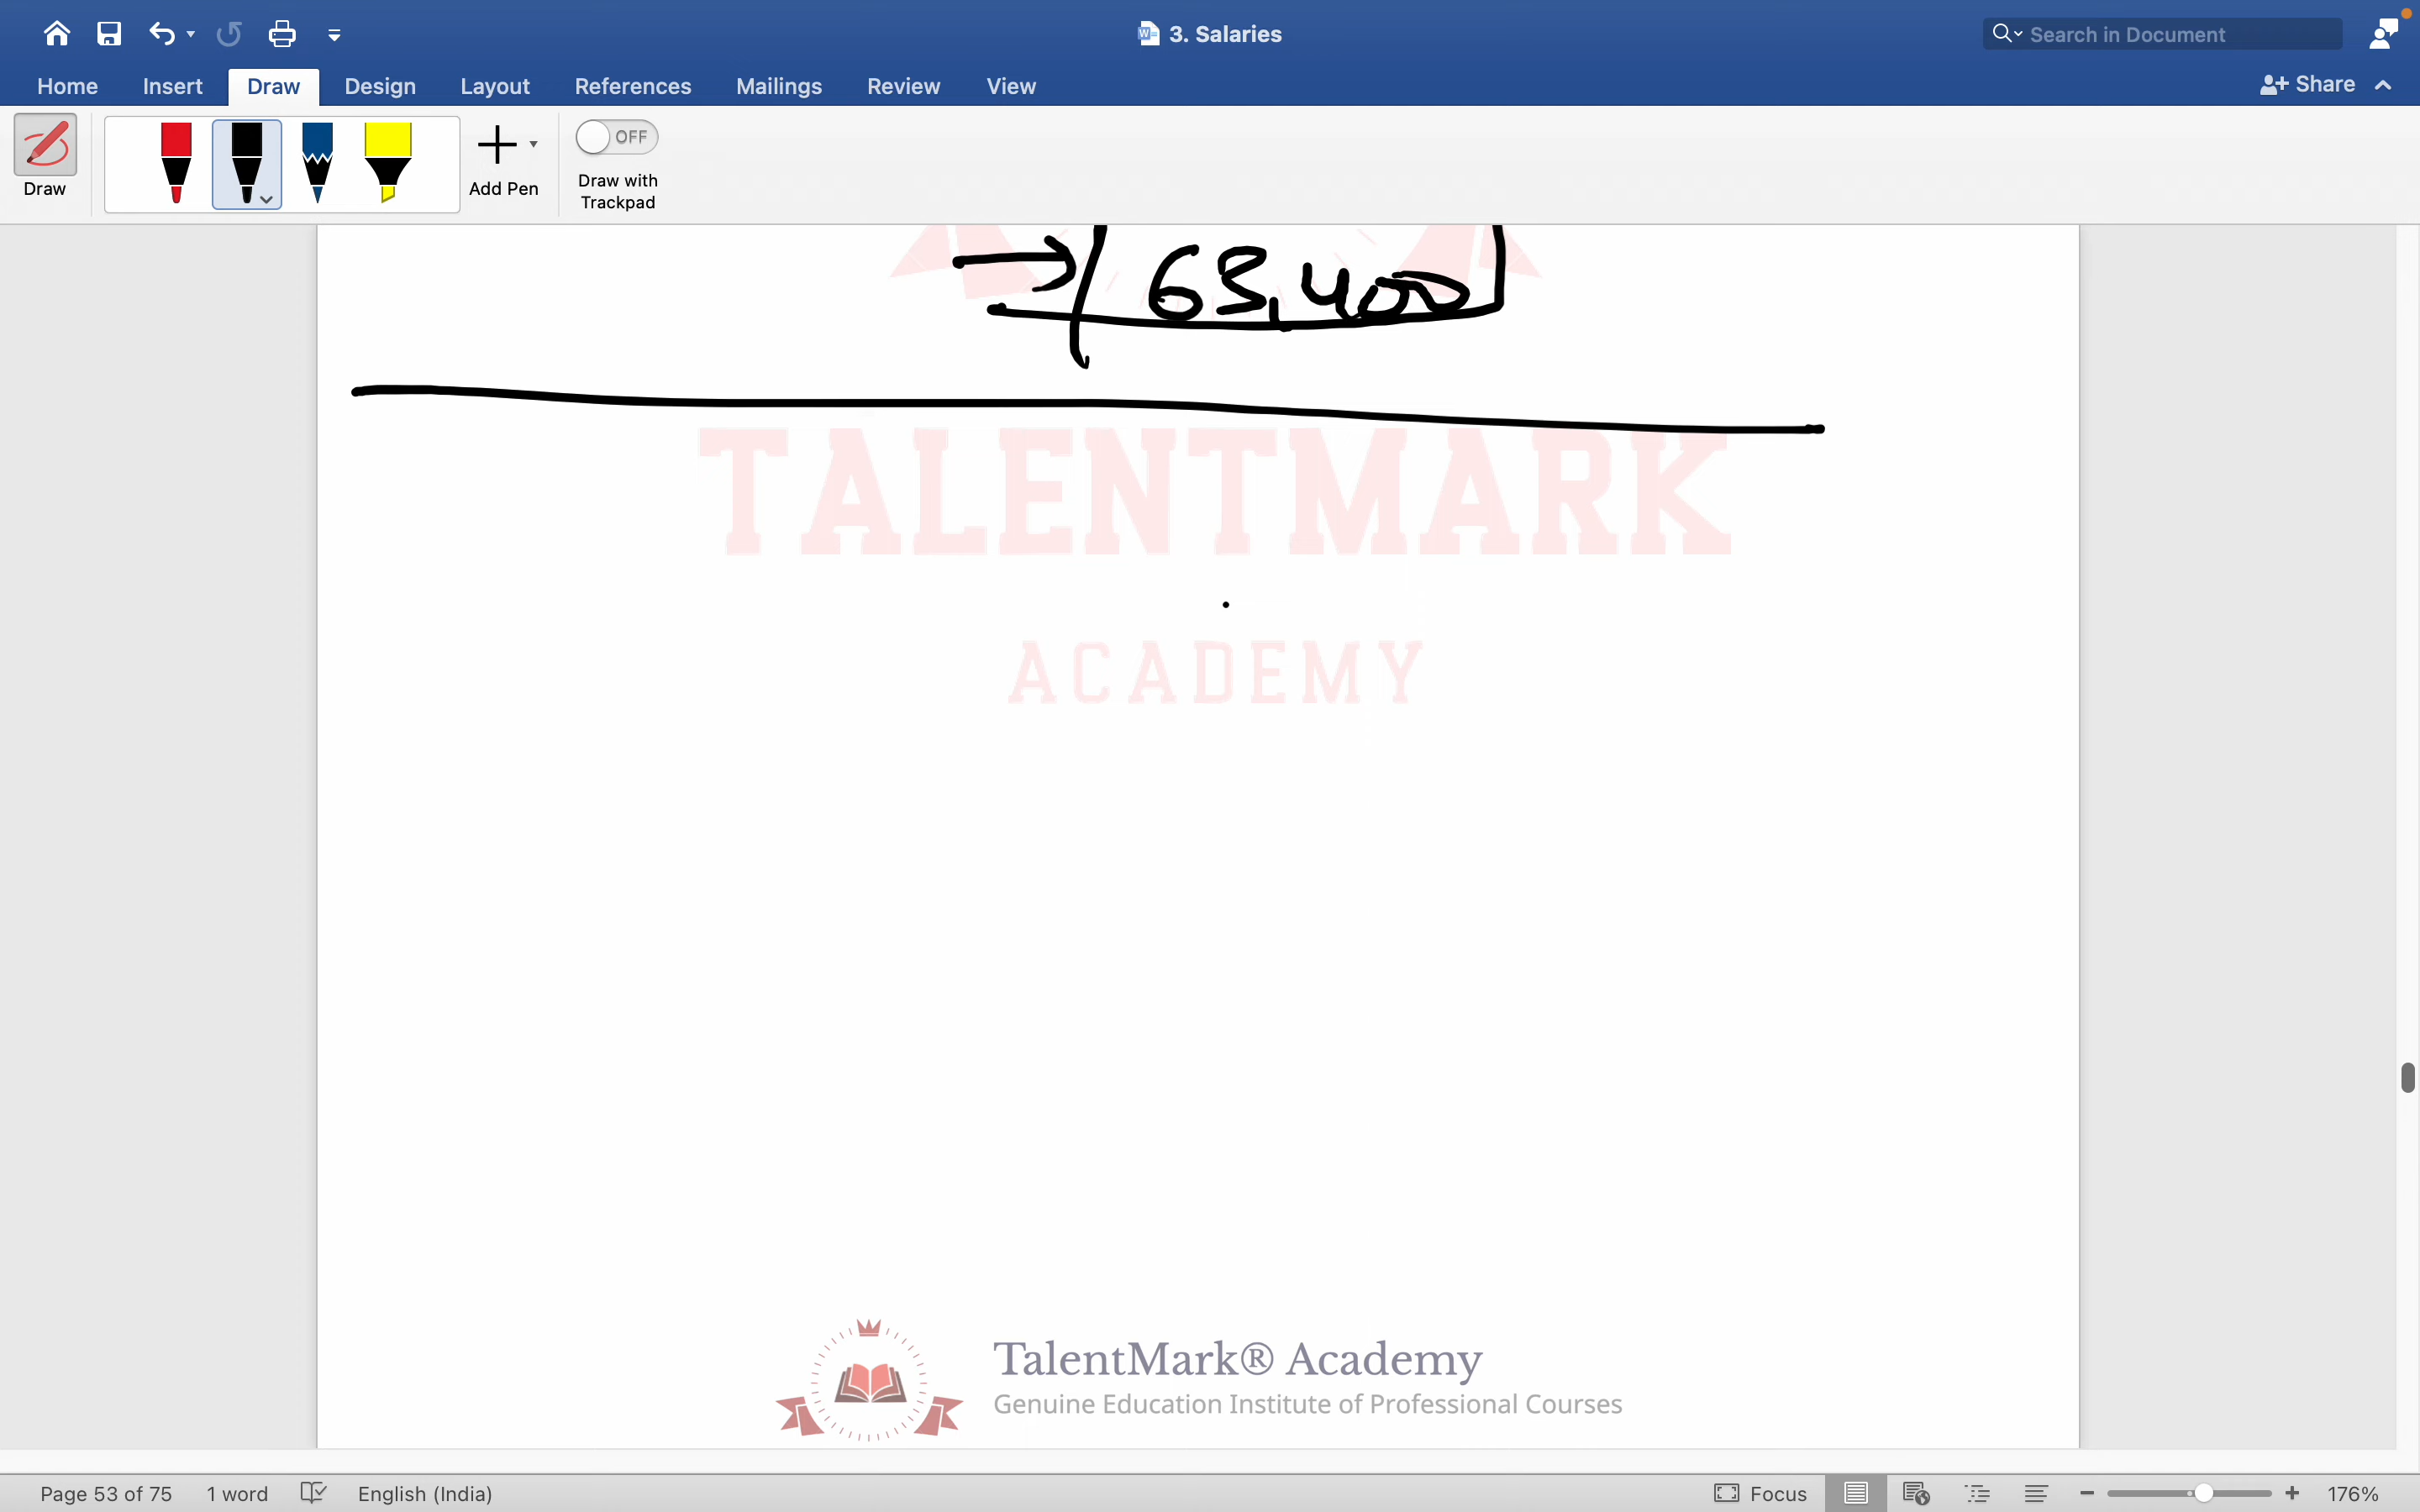 3. Salaries
Search in Document
Home Insert Draw Design Layout References Mailings Review View
Share
Draw
Add Pen
OFF
Draw with
Trackpad
63,400
TALENTMARK
ACADEMY
TalentMark® Academy
Genuine Education Institute of Professional Courses
Page 53 of 75 1 word English (India) Focus 176%